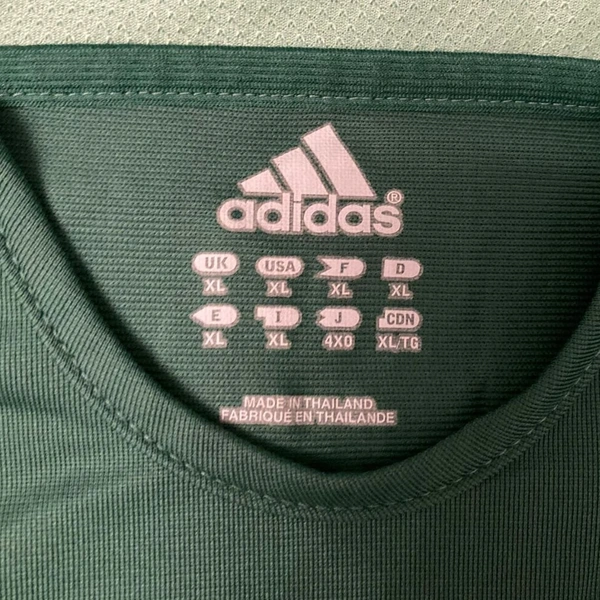 adidas®
UK USA F D
XL XL XL XL
E I J CDN
XL XL 4XO XL/TG
MADE IN THAILAND
FABRIQUÉ EN THAILANDE